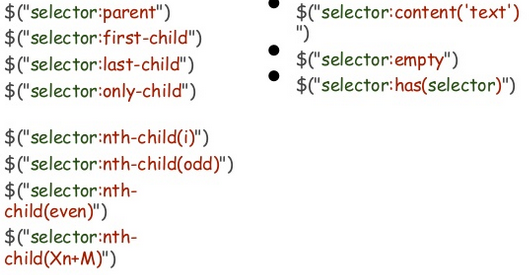 $("selector:parent")
$("selector:first-child")
$("selector:last-child")
$("selector:only-child")
$("selector:nth-child(i)")
$("selector:nth-child(odd)")
$("selector:nth-
child(even)")
$("selector:nth-
child(Xn+M)")
$("selector:content('text')
")
$("selector:empty")
$("selector:has(selector)")